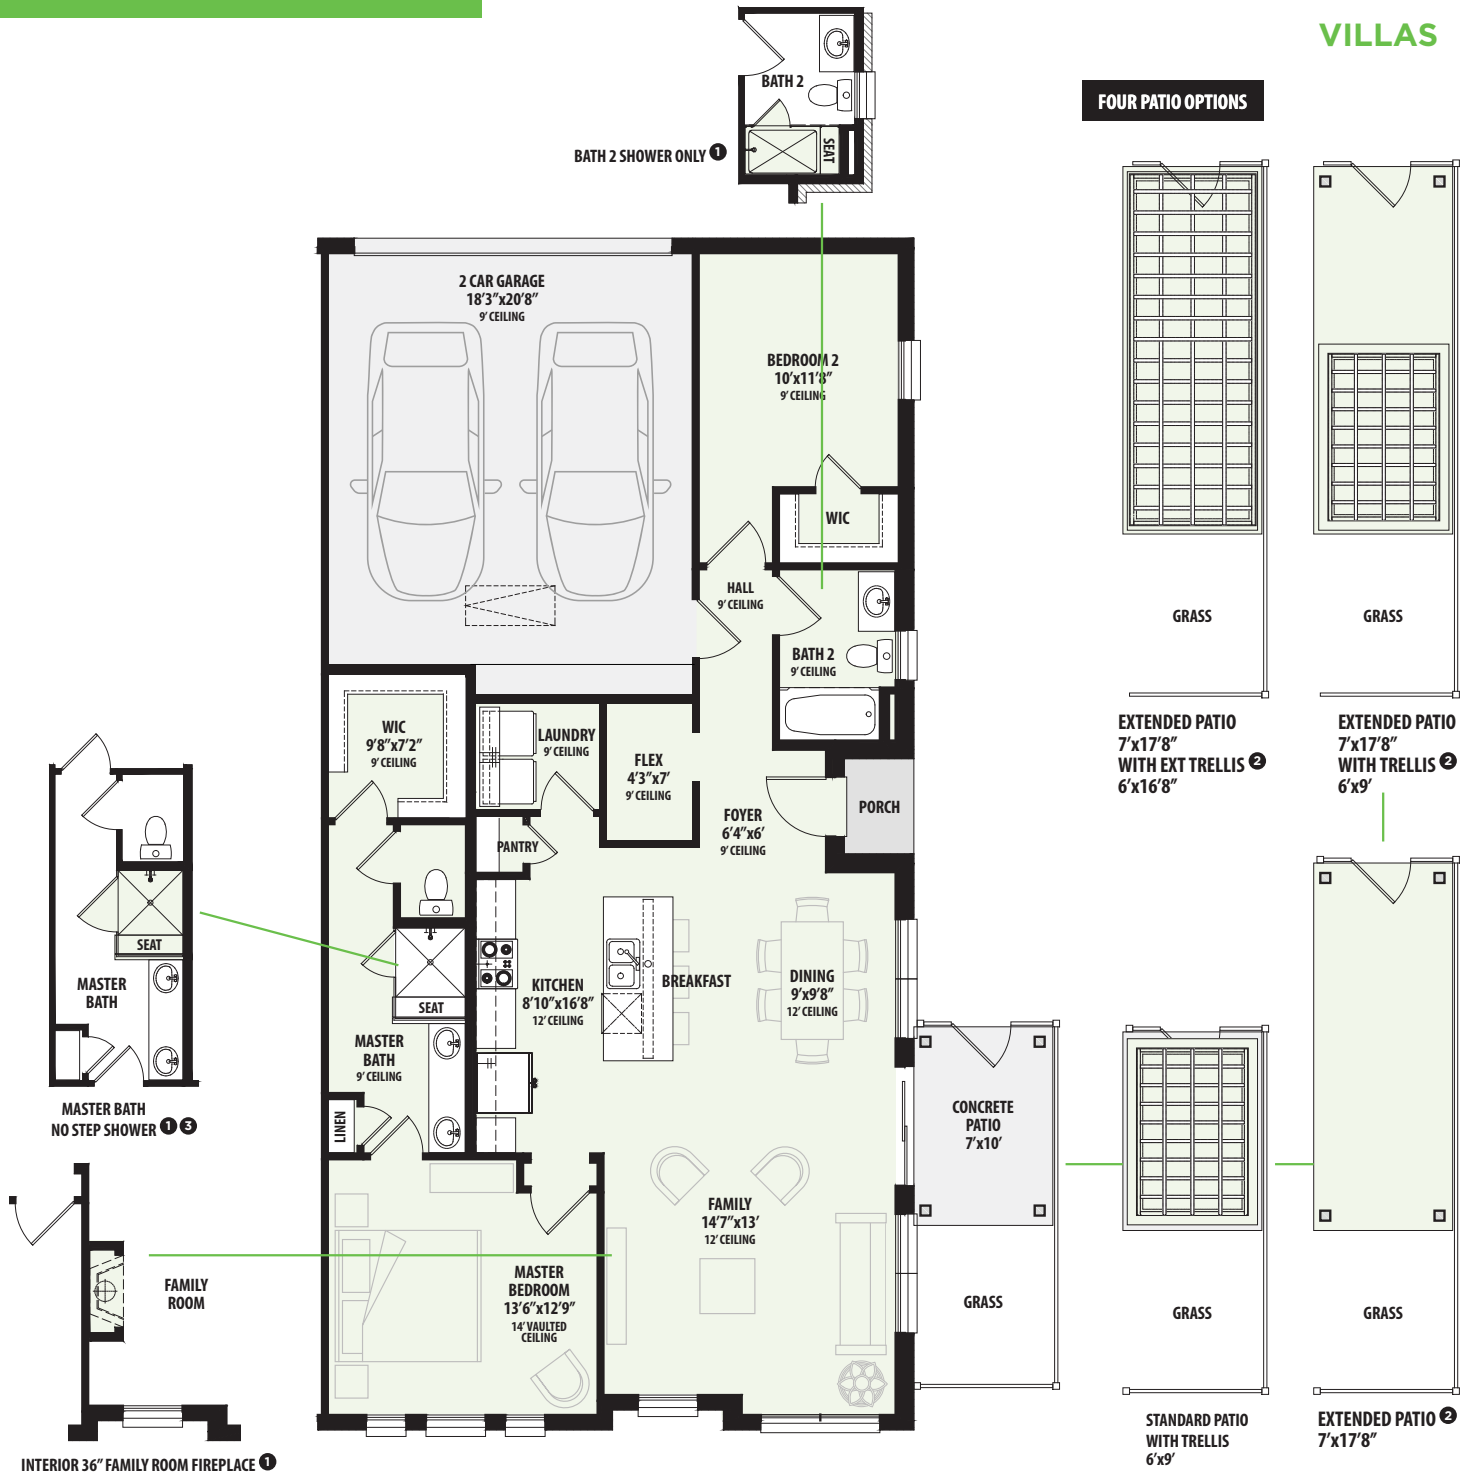 VILLAS
FOUR PATIO OPTIONS
BATH 2
SEAT
BATH 2 SHOWER ONLY 1
2 CAR GARAGE
18'3"x20'8"
9' CEILING
BEDROOM 2
10'x11'8"
9' CEILING
WIC
HALL
9' CEILING
BATH 2
9' CEILING
GRASS
GRASS
EXTENDED PATIO
7'x17'8"
WITH EXT TRELLIS 2
6'x16'8"
EXTENDED PATIO
7'x17'8"
WITH TRELLIS 2
6'x9'
WIC
9'8"x7'2"
9' CEILING
LAUNDRY
9' CEILING
FLEX
4'3"x7'
9' CEILING
FOYER
6'4"x6'
9' CEILING
PORCH
PANTRY
SEAT
MASTER
BATH
MASTER BATH
NO STEP SHOWER 1 3
KITCHEN
8'10"x16'8"
12' CEILING
BREAKFAST
DINING
9'x9'8"
12' CEILING
SEAT
MASTER
BATH
9' CEILING
LINEN
CONCRETE
PATIO
7'x10'
FAMILY
14'7"x13'
12' CEILING
MASTER
BEDROOM
13'6"x12'9"
14' VAULTED
CEILING
FAMILY
ROOM
GRASS
GRASS
GRASS
STANDARD PATIO
WITH TRELLIS
6'x9'
EXTENDED PATIO 2
7'x17'8"
INTERIOR 36" FAMILY ROOM FIREPLACE 1